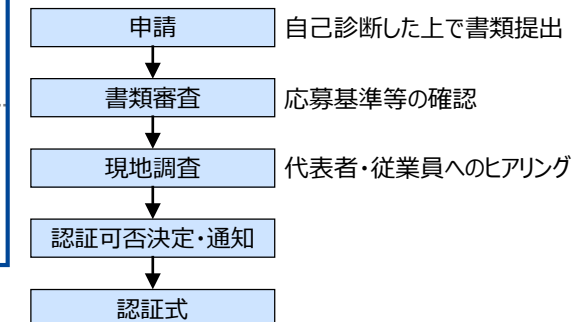 申請 自己診断した上で書類提出
書類審査 応募基準等の確認
現地調査 代表者・従業員へのヒアリング
認証可否決定・通知
認証式